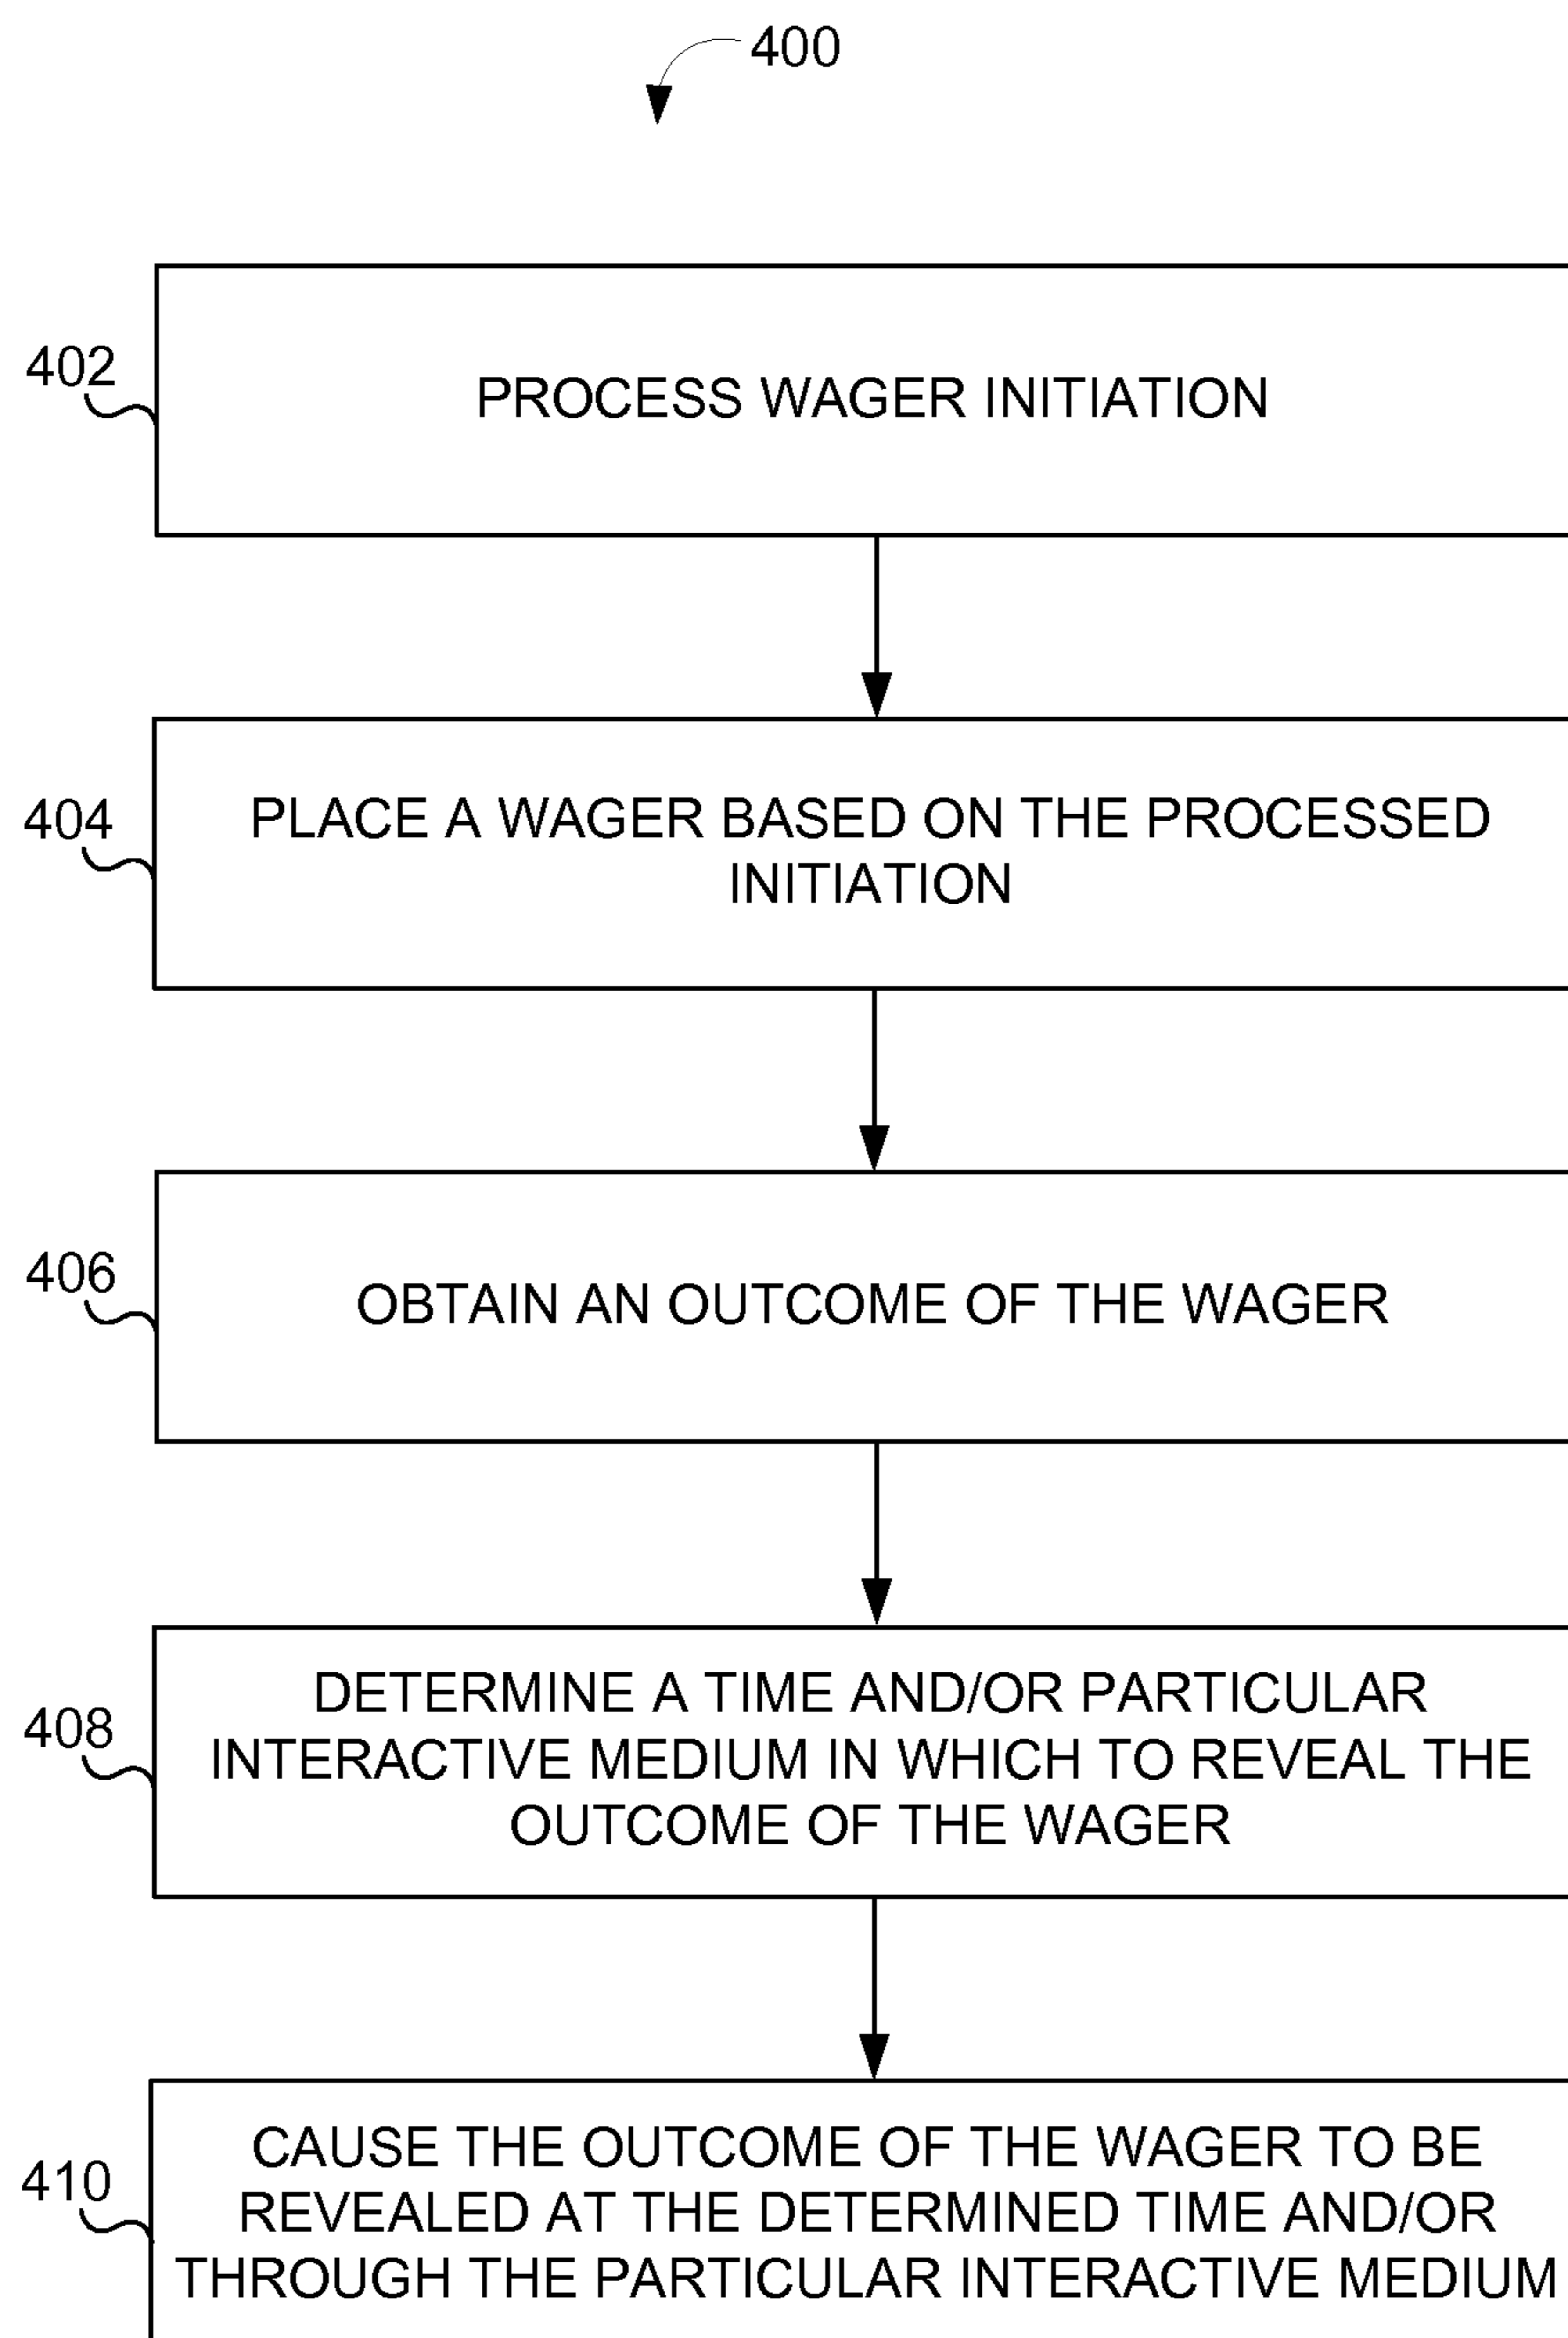 400
402
PROCESS WAGER INITIATION
404
PLACE A WAGER BASED ON THE PROCESSED
INITIATION
406
OBTAIN AN OUTCOME OF THE WAGER
408
DETERMINE A TIME AND/OR PARTICULAR
INTERACTIVE MEDIUM IN WHICH TO REVEAL THE
OUTCOME OF THE WAGER
410
CAUSE THE OUTCOME OF THE WAGER TO BE
REVEALED AT THE DETERMINED TIME AND/OR
THROUGH THE PARTICULAR INTERACTIVE MEDIUM